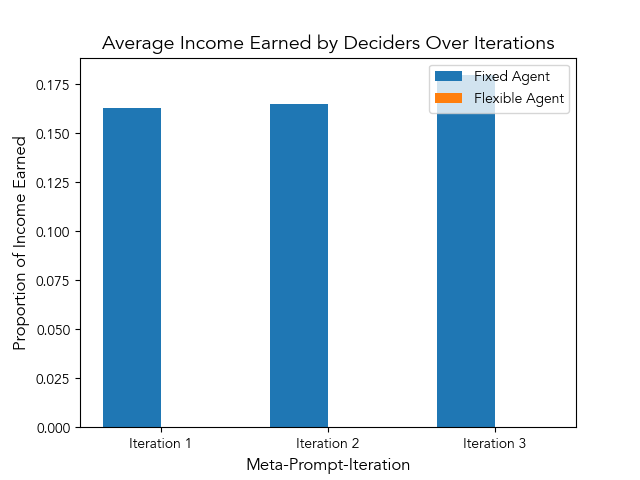 Average Income Earned by Deciders Over Iterations
Fixed Agent
Flexible Agent
Proportion of Income Earned
0.175
0.150
0.125
0.100
0.075
0.050
0.025
0.000
Iteration 1
Iteration 2
Iteration 3
Meta-Prompt-Iteration